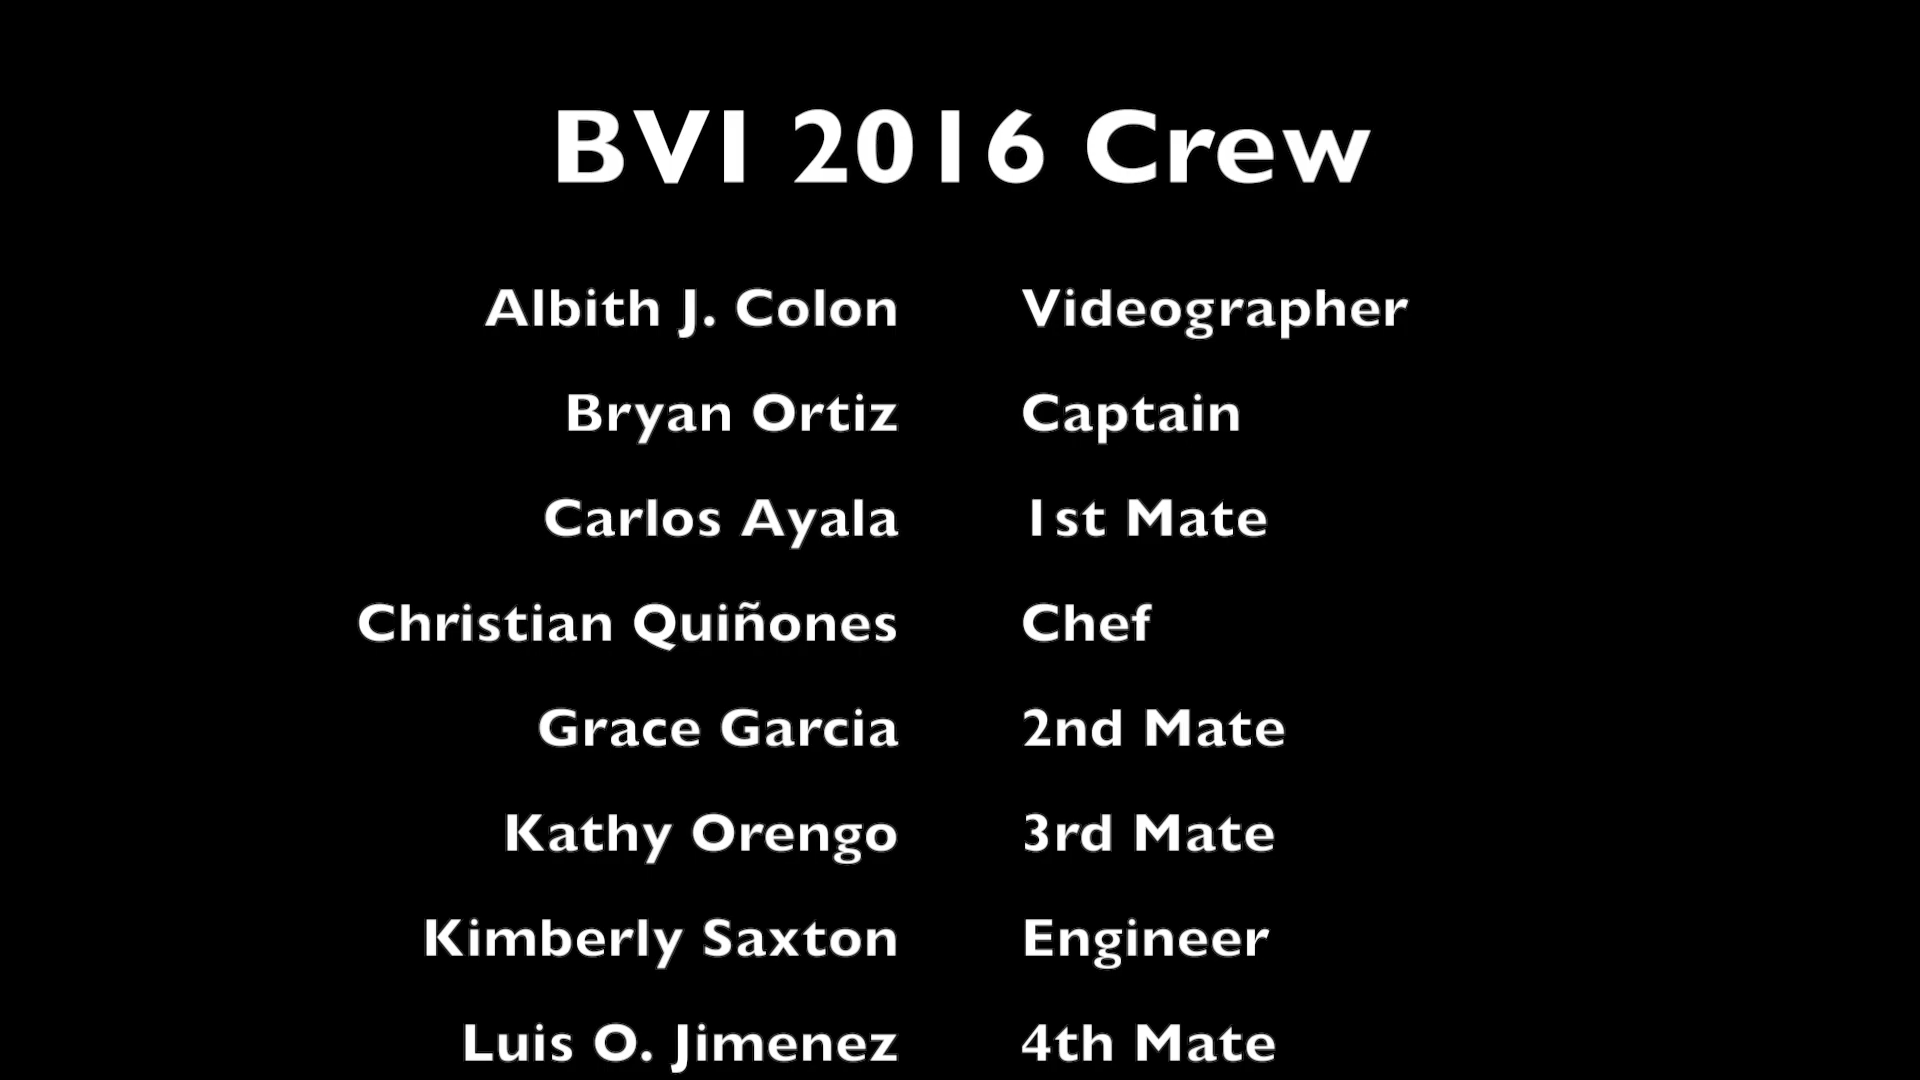 BVI 2016 Crew
Albith J. Colon Videographer
Bryan Ortiz Captain
Carlos Ayala 1st Mate
Christian Quiñones Chef
Grace Garcia 2nd Mate
Kathy Orengo 3rd Mate
Kimberly Saxton Engineer
Luis O. Jimenez 4th Mate